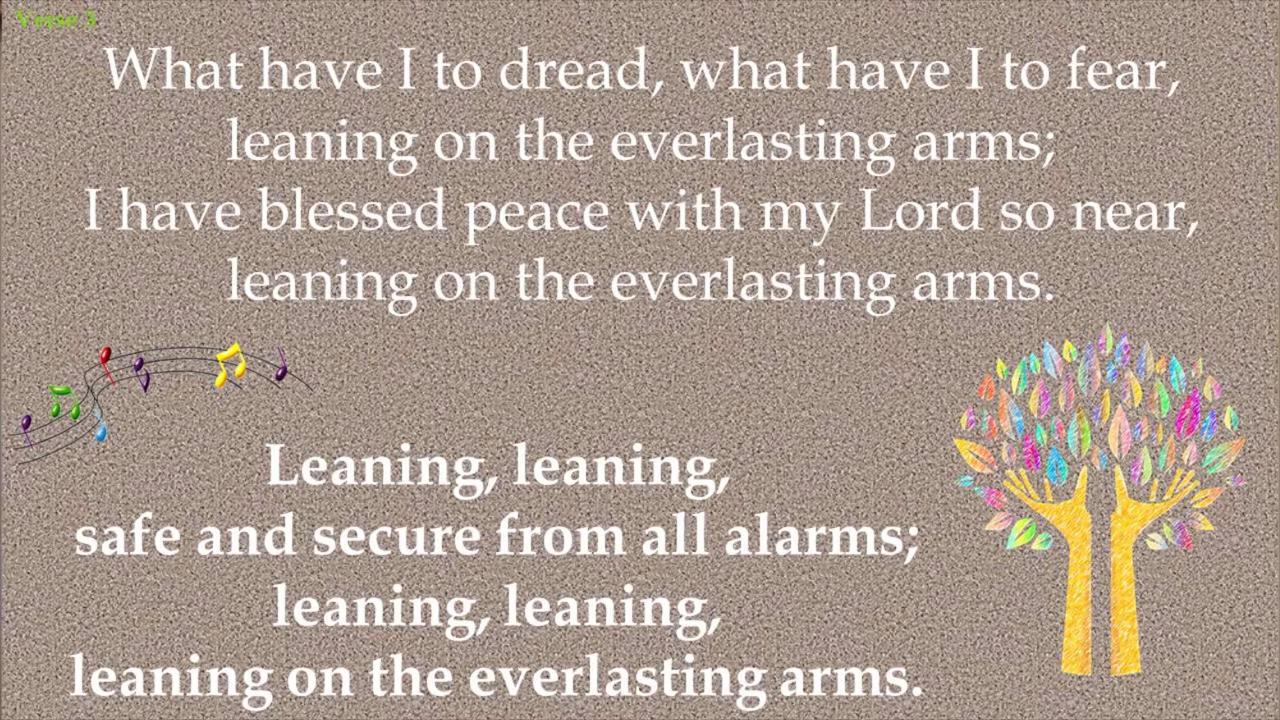 Verse 3
What have I to dread, what have I to fear,
leaning on the everlasting arms;
I have blessed peace with my Lord so near,
leaning on the everlasting arms.
Leaning, leaning,
safe and secure from all alarms;
leaning, leaning,
leaning on the everlasting arms.